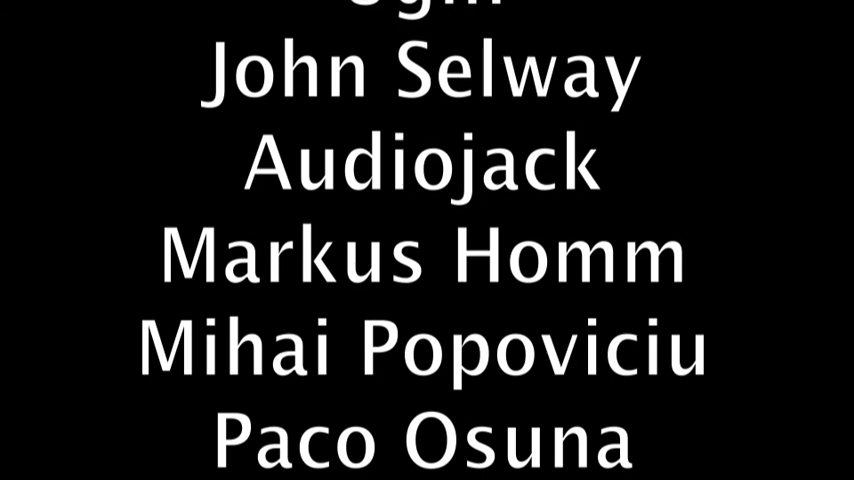 John Selway
Audiojack
Markus Homm
Mihai Popoviciu
Paco Osuna